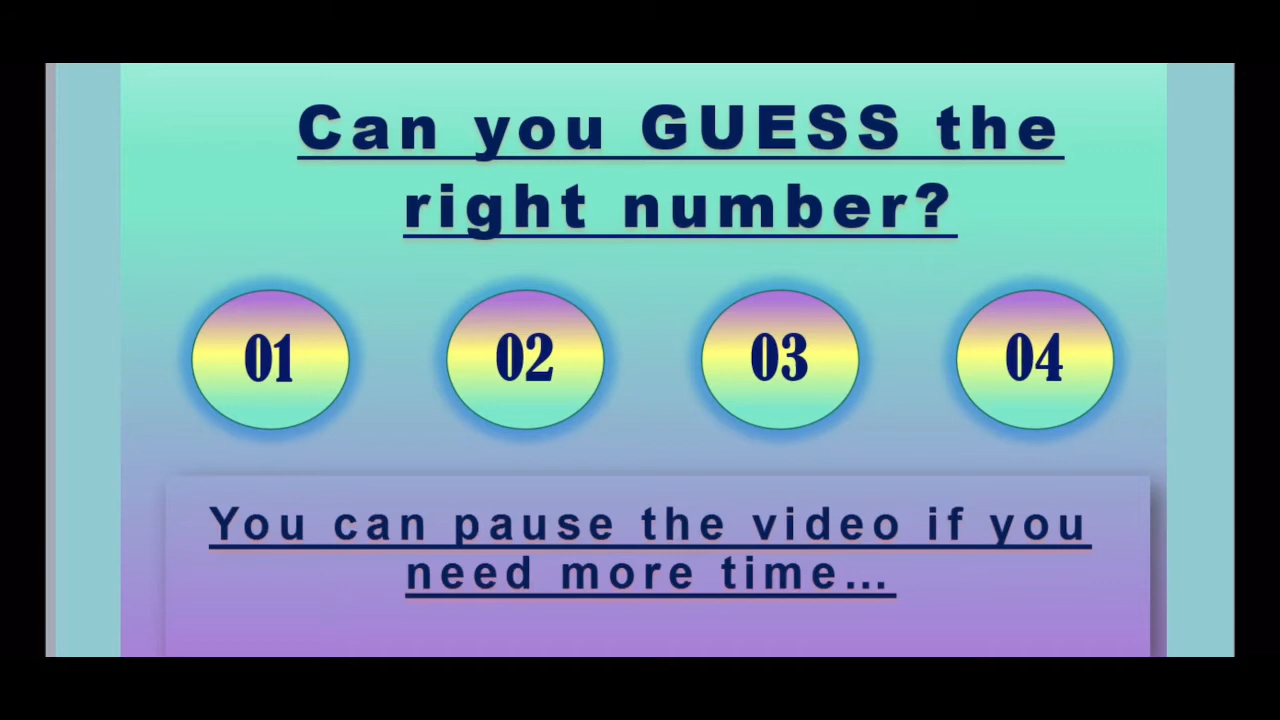 Can you GUESS the
right number?
01 02 03 04
You can pause the video if you
need more time...